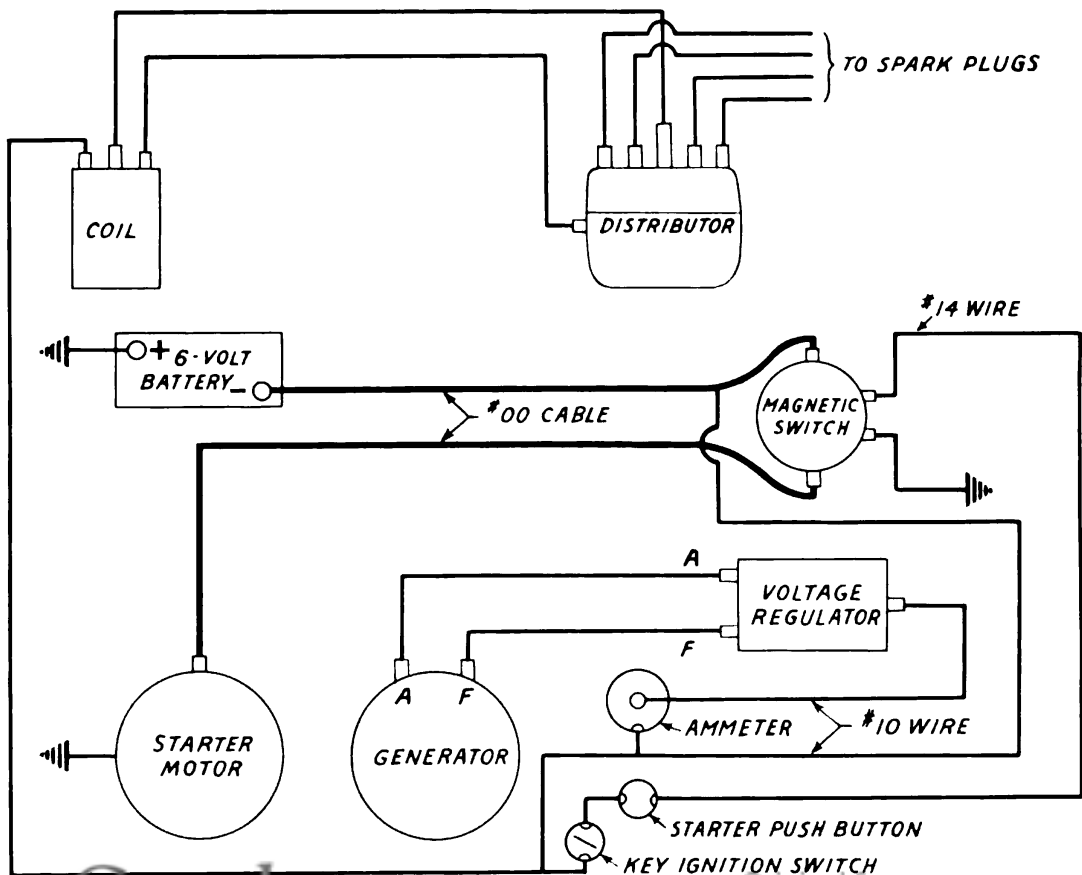 TO SPARK PLUGS
COIL
DISTRIBUTOR
#14 WIRE
+ 6-VOLT
BATTERY -
#00 CABLE
MAGNETIC
SWITCH
A
VOLTAGE
REGULATOR
F
A F
AMMETER
#10 WIRE
STARTER
MOTOR
GENERATOR
STARTER PUSH BUTTON
KEY IGNITION SWITCH